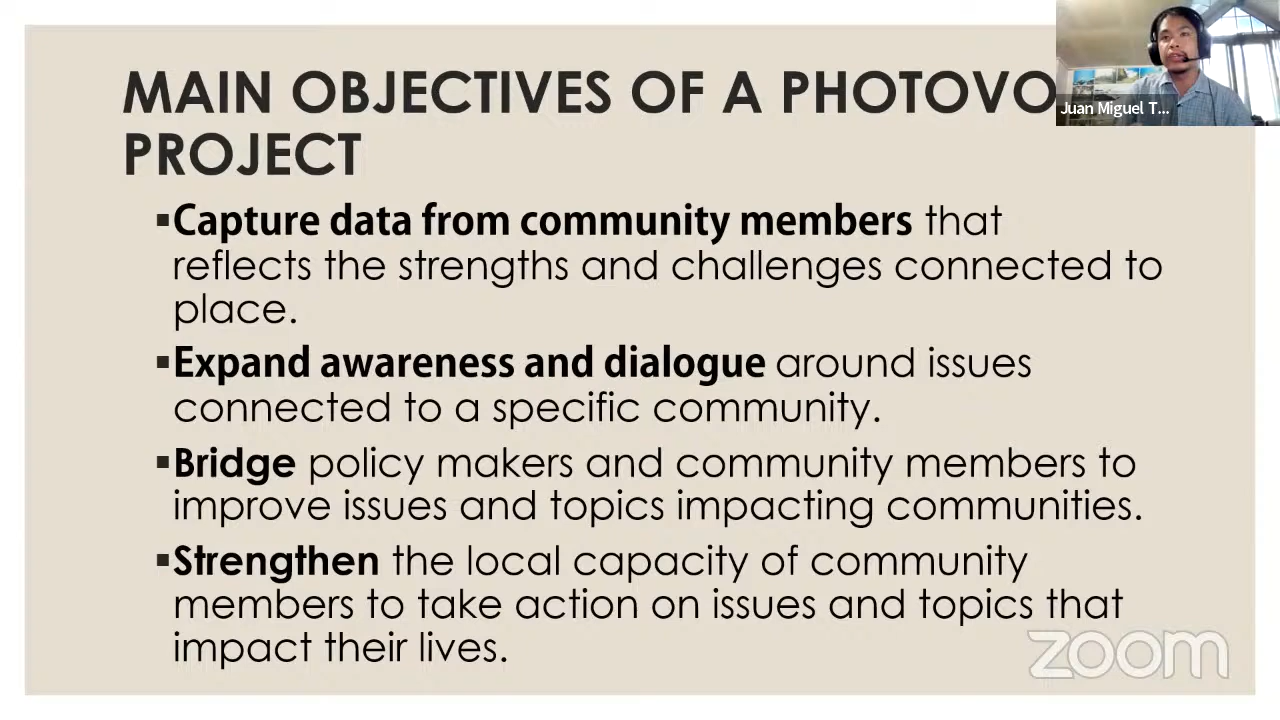 MAIN OBJECTIVES OF A PHOTOVO
PROJECT
Juan Miguel T...
▪Capture data from community members that
reflects the strengths and challenges connected to
place.
▪Expand awareness and dialogue around issues
connected to a specific community.
▪Bridge policy makers and community members to
improve issues and topics impacting communities.
▪Strengthen the local capacity of community
members to take action on issues and topics that
impact their lives.
zoom